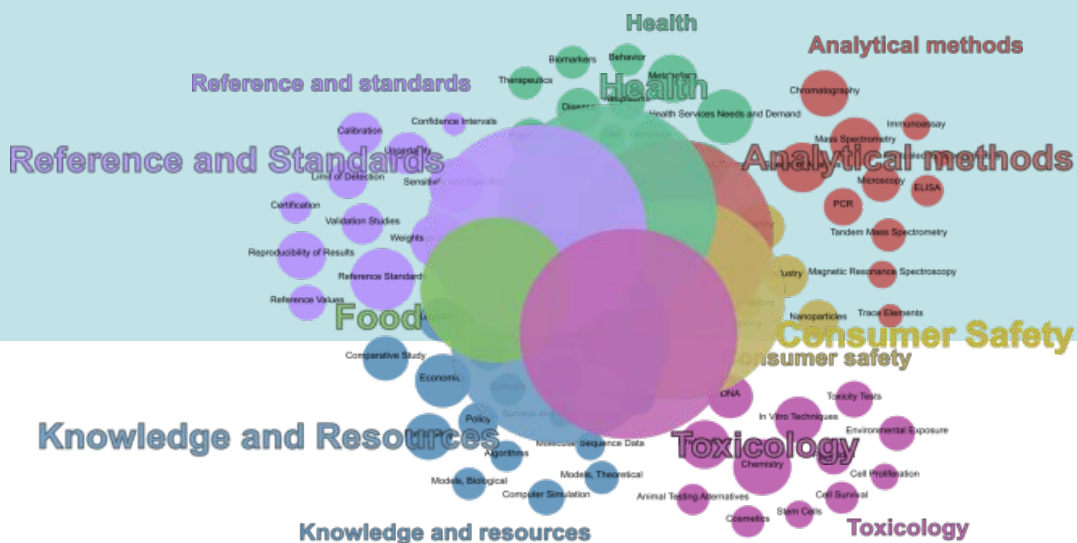 Health
Analytical methods
Biomarkers
Behavior
Reference and standards
Therapeutics
Metabolism
Health
Chromatography
Disease
Health Services Needs and Demand
Confidence Intervals
Immunoassay
Calibration
Mass Spectrometry
Uncertainty
Reference and Standards
Analytical methods
Limit of Detection
Sensitivity and Specificity
Microscopy
ELISA
Certification
PCR
Validation Studies
Tandem Mass Spectrometry
Weights
Reproducibility of Results
Reference Standards
Magnetic Resonance Spectroscopy
Reference Values
Food
Nanoparticles
Trace Elements
Consumer Safety
Comparative Study
Consumer safety
Economic
DNA
Toxicity Tests
Policy
In Vitro Techniques
Environmental Exposure
Knowledge and Resources
Toxicology
Molecular Sequence Data
Algorithms
Chemistry
Models, Biological
Models, Theoretical
Cell Proliferation
Computer Simulation
Animal Testing Alternatives
Cell Survival
Stem Cells
Cosmetics
Knowledge and resources
Toxicology